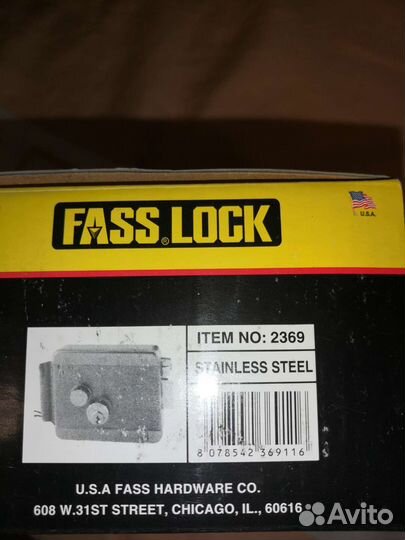 U.S.A.
FASS® LOCK
ITEM NO: 2369
STAINLESS STEEL
8 078542 369116
U.S.A FASS HARDWARE CO.
608 W.31ST STREET, CHICAGO, IL., 60616
Avito